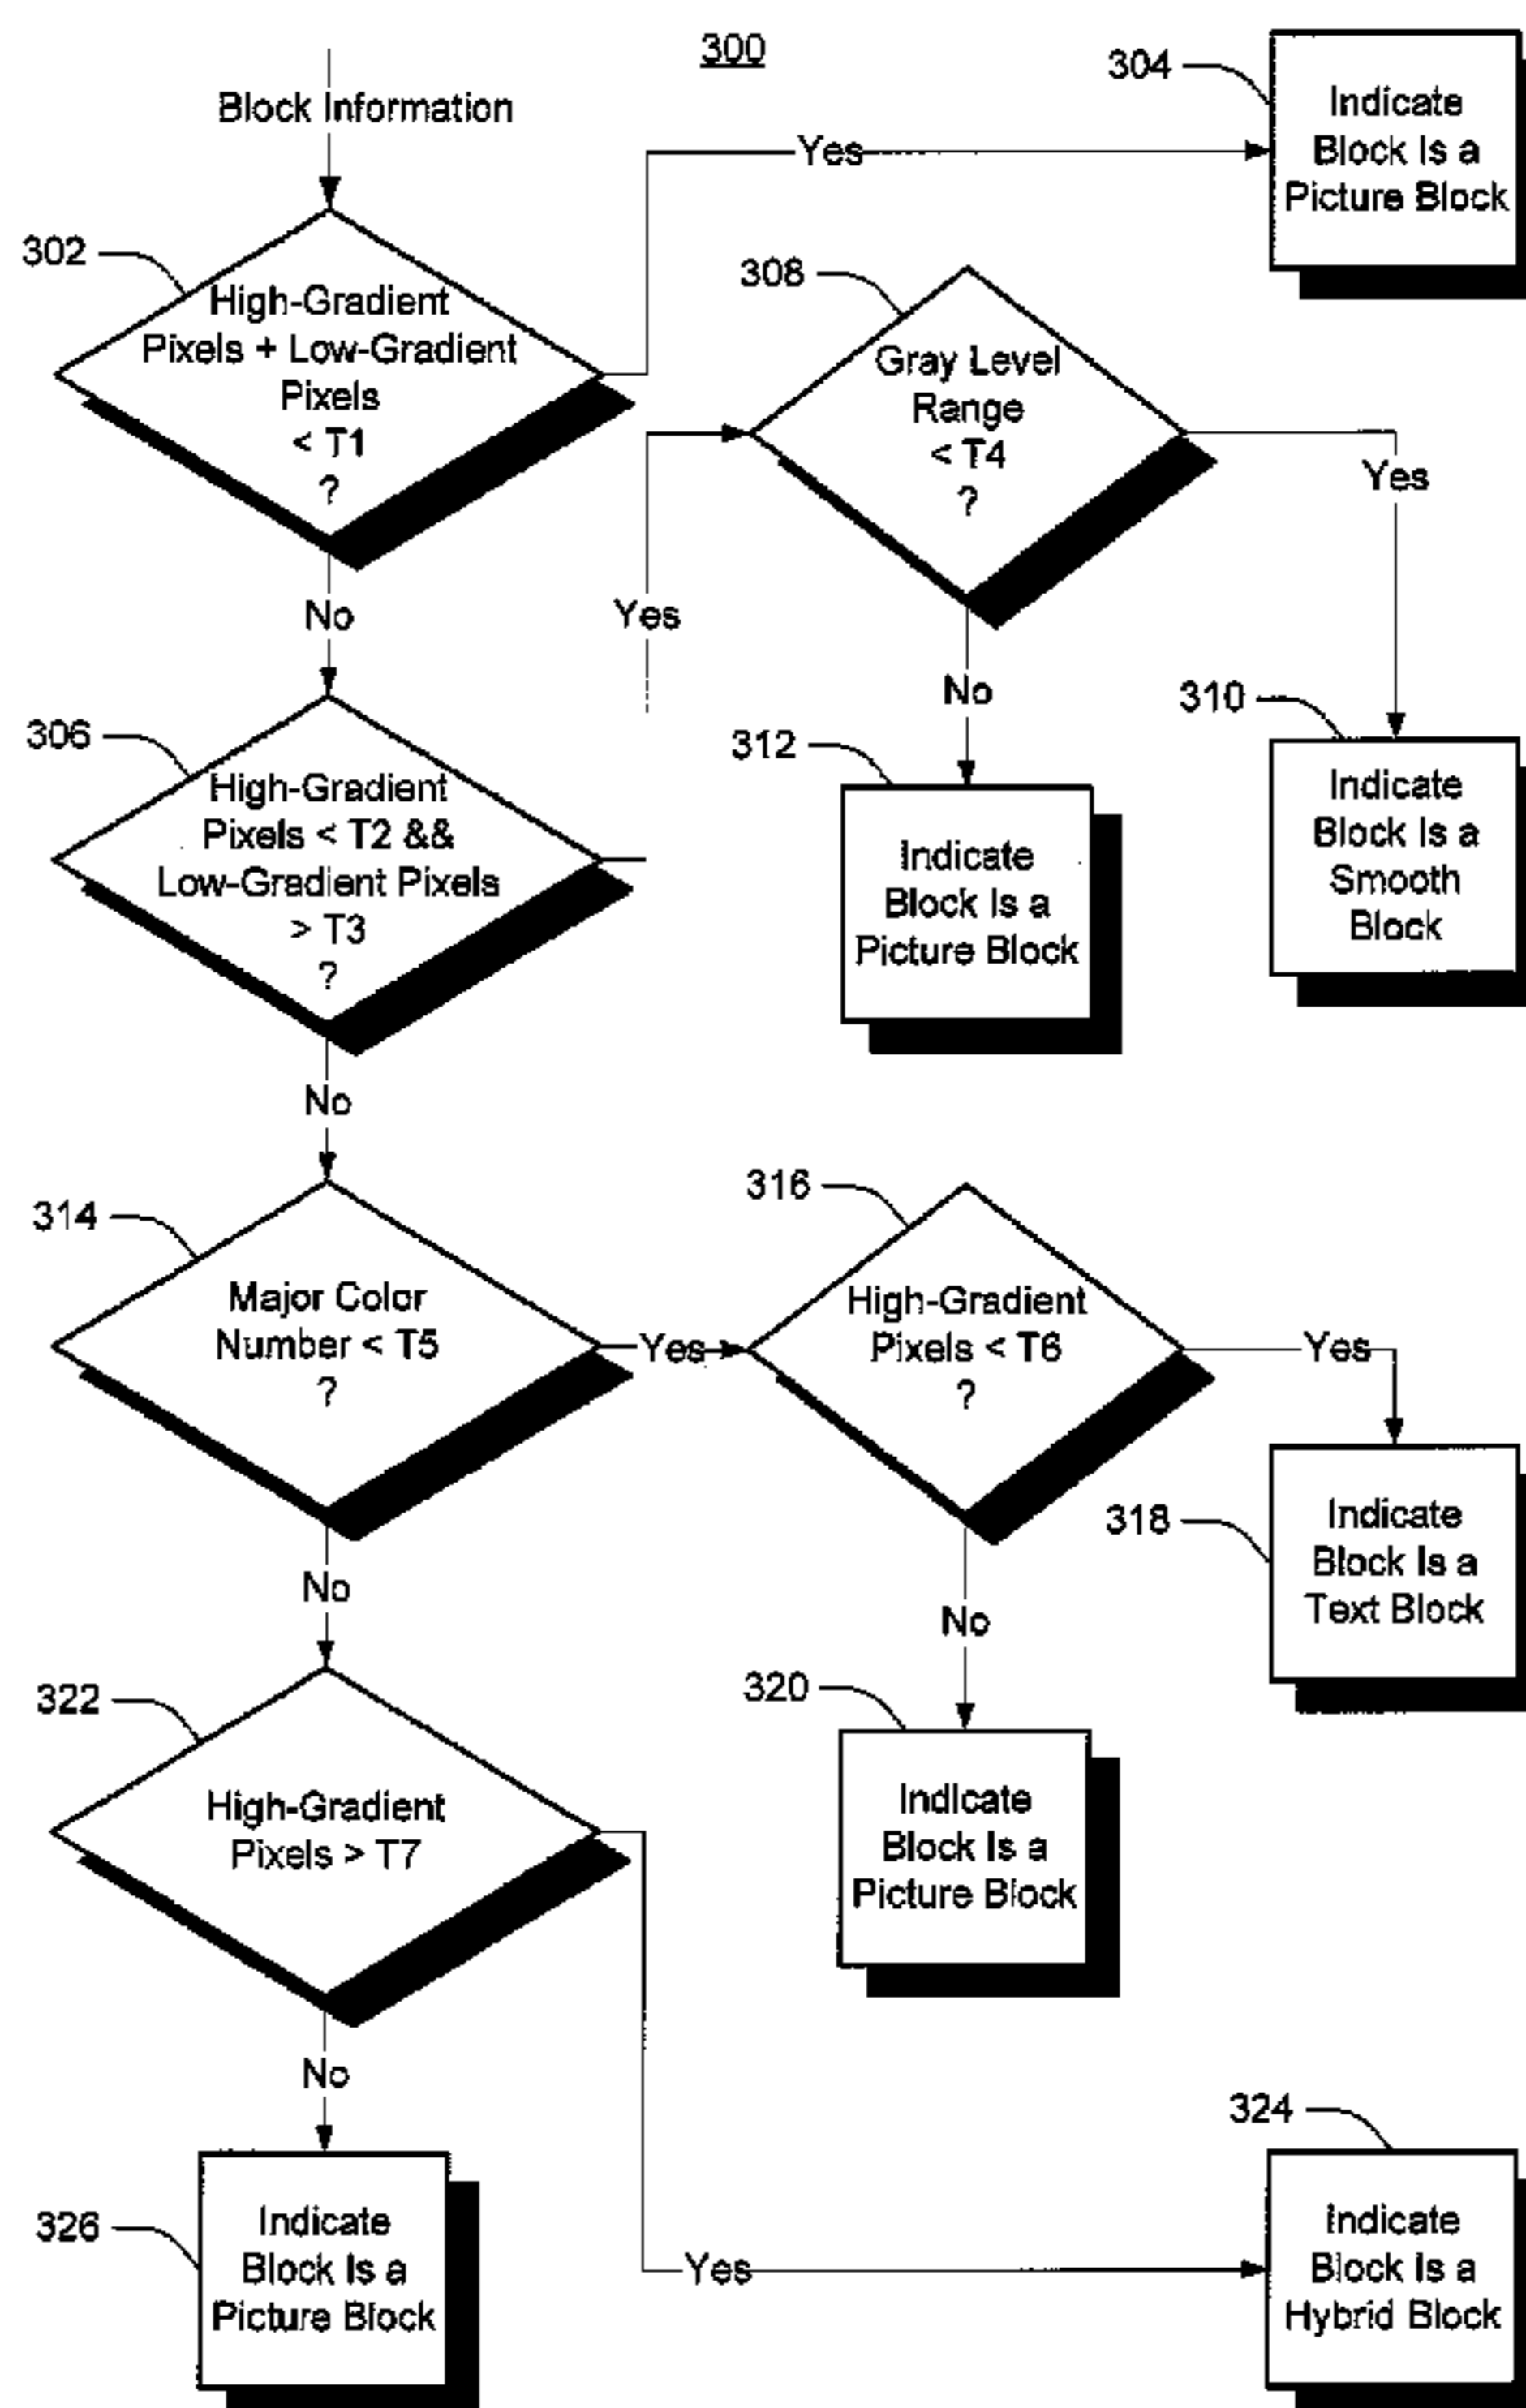 300
Block Information
302
High-Gradient
Pixels + Low-Gradient
Pixels
< T1
?
Yes
304
Indicate
Block Is a
Picture Block
No
306
High-Gradient
Pixels < T2 &&
Low-Gradient Pixels
> T3
?
Yes
308
Gray Level
Range
< T4
?
Yes
310
Indicate
Block Is a
Smooth
Block
No
312
Indicate
Block Is a
Picture Block
No
314
Major Color
Number < T5
?
Yes
316
High-Gradient
Pixels < T6
?
Yes
318
Indicate
Block Is a
Text Block
No
320
Indicate
Block Is a
Picture Block
No
322
High-Gradient
Pixels > T7
Yes
324
Indicate
Block Is a
Hybrid Block
No
326
Indicate
Block Is a
Picture Block